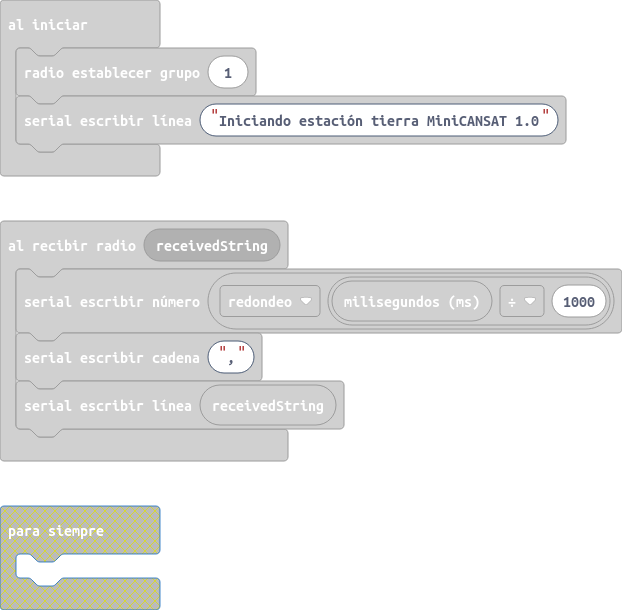 al iniciar
radio establecer grupo 1
serial escribir línea "Iniciando estación tierra MiniCANSAT 1.0"
al recibir radio receivedString
serial escribir número redondeo milisegundos (ms) ÷ 1000
serial escribir cadena ","
serial escribir línea receivedString
para siempre